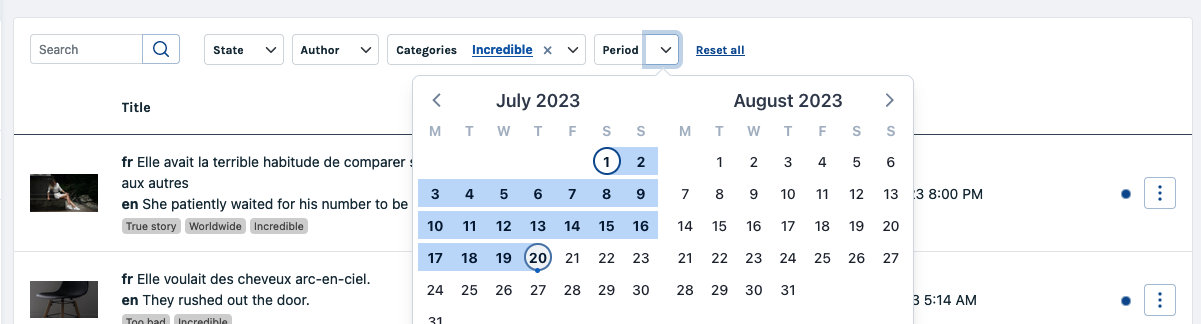 Search State Author Categories Incredible × Period Reset all
Title
July 2023 August 2023
M T W T F S S M T W T F S S
1 2 1 2 3 4 5 6
3 4 5 6 7 8 9 7 8 9 10 11 12 13
10 11 12 13 14 15 16 14 15 16 17 18 19 20
17 18 19 20 21 22 23 21 22 23 24 25 26 27
24 25 26 27 28 29 30 28 29 30 31
31
fr Elle avait la terrible habitude de comparer s
aux autres
en She patiently waited for his number to be
True story Worldwide Incredible
3 8:00 PM
fr Elle voulait des cheveux arc-en-ciel.
en They rushed out the door.
Too bad Incredible
3 5:14 AM